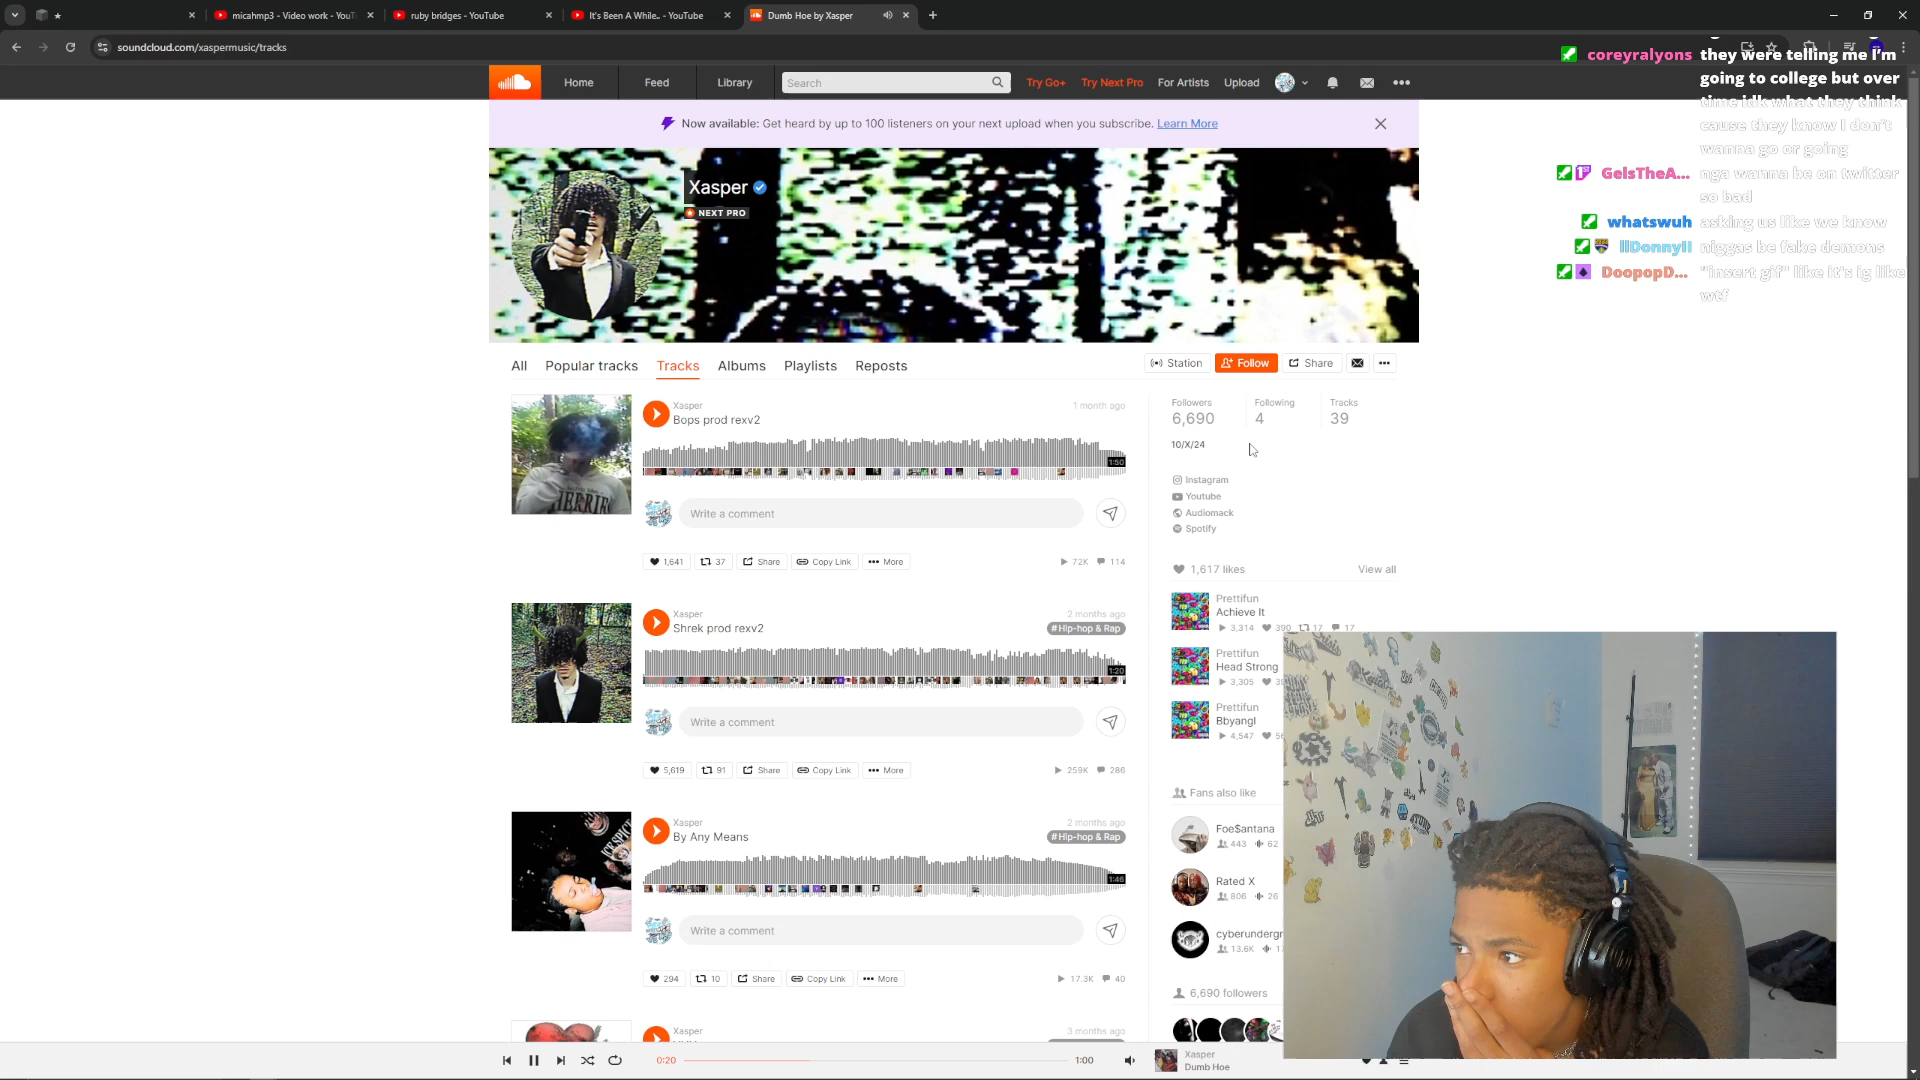 ★
micahmp3 - Video work - YouT
ruby bridges - YouTube
It's Been A While.. - YouTube
Dumb Hoe by Xasper
soundcloud.com/xaspermusic/tracks
Home
Feed
Library
Search
Try Go+
Try Next Pro
For Artists
Upload
Now available: Get heard by up to 100 listeners on your next upload when you subscribe. Learn More
Xasper
NEXT PRO
coreyralyons they were telling me I'm
going to college but over
time idk what they think
cause they know I don't
wanna go or going
GelsTheA... nga wanna be on twitter
so bad
whatswuh asking us like we know
llDonnyll niggas be fake demons
DoopopD... "insert gif" like it's ig like
wtf
All
Popular tracks
Tracks
Albums
Playlists
Reposts
Station
Follow
Share
Xasper
Bops prod rexv2
1 month ago
1:50
HERRIE
Write a comment
1,641
37
Share
Copy Link
More
72K
114
Xasper
Shrek prod rexv2
2 months ago
#Hip-hop & Rap
1:20
Write a comment
5,619
91
Share
Copy Link
More
259K
286
Xasper
By Any Means
2 months ago
#Hip-hop & Rap
1:46
ICE SPICE
Write a comment
294
10
Share
Copy Link
More
17.3K
40
Xasper
3 months ago
Followers
6,690
Following
4
Tracks
39
10/X/24
Instagram
Youtube
Audiomack
Spotify
1,617 likes
View all
Prettifun
Achieve It
3,314
390
17
17
Prettifun
Head Strong
3,305
Prettifun
Bbyangl
4,547
Fans also like
Foe$antana
443
62
Rated X
806
26
cyberundergr
13.6K
6,690 followers
0:20
1:00
Xasper
Dumb Hoe